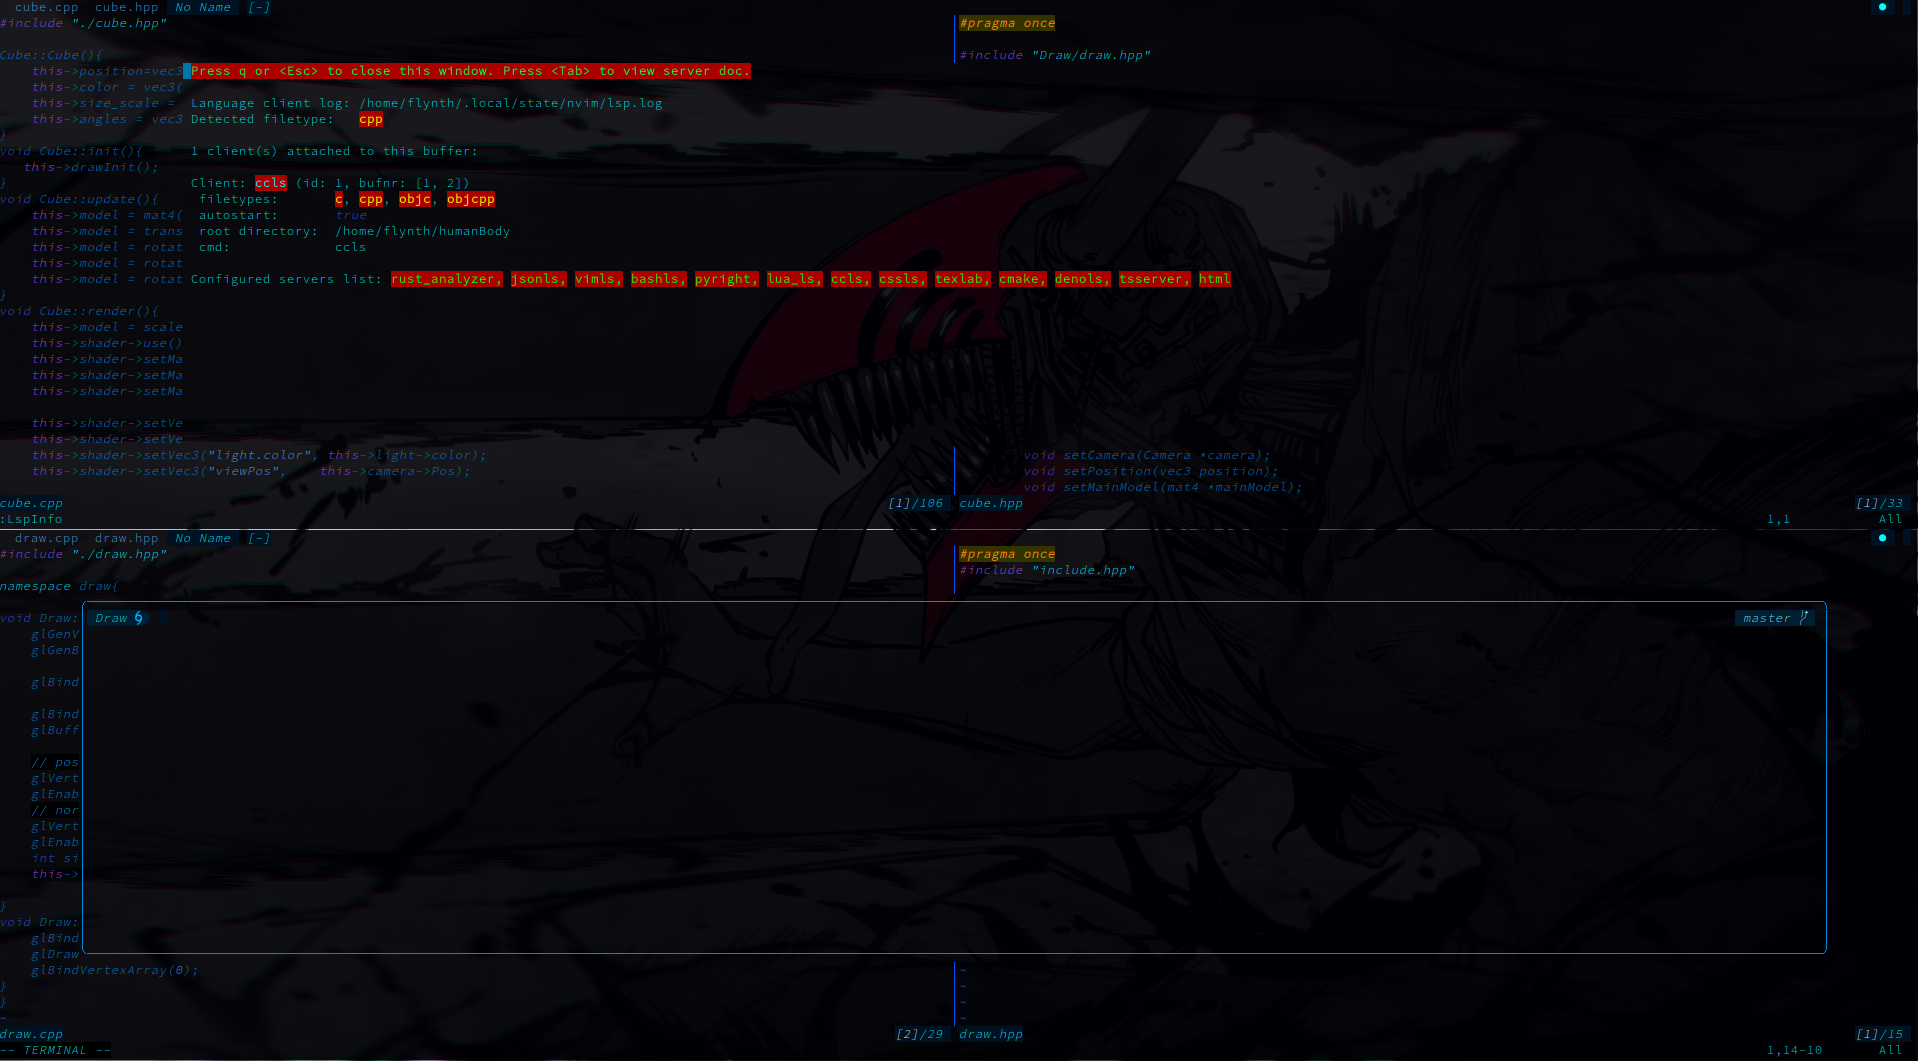 cube.cpp cube.hpp No Name [-]
#include "./cube.hpp"
#pragma once
Cube::Cube(){
#include "Draw/draw.hpp"
this->position=vec3
Press q or <Esc> to close this window. Press <Tab> to view server doc.
this->color = vec3(
this->size_scale =
Language client log: /home/flynth/.local/state/nvim/lsp.log
this->angles = vec3
Detected filetype: cpp
}
void Cube::init(){
1 client(s) attached to this buffer:
this->drawInit();
}
Client: ccls (id: 1, bufnr: [1, 2])
void Cube::update(){
filetypes: c, cpp, objc, objcpp
this->model = mat4(
autostart: true
this->model = trans
root directory: /home/flynth/humanBody
this->model = rotat
cmd: ccls
this->model = rotat
this->model = rotat
Configured servers list: rust_analyzer, jsonls, vimls, bashls, pyright, lua_ls, ccls, cssls, texlab, cmake, denols, tsserver, html
}
void Cube::render(){
this->model = scale
this->shader->use()
this->shader->setMa
this->shader->setMa
this->shader->setMa
this->shader->setVe
this->shader->setVe
this->shader->setVec3("light.color", this->light->color);
void setCamera(Camera *camera);
this->shader->setVec3("viewPos", this->camera->Pos);
void setPosition(vec3 position);
void setMainModel(mat4 *mainModel);
cube.cpp [1]/106 cube.hpp [1]/33
:LspInfo 1,1 All
draw.cpp draw.hpp No Name [-]
#include "./draw.hpp"
#pragma once
#include "include.hpp"
namespace draw{
void Draw:
Draw
master
glGenV
glGenB
glBind
glBind
glBuff
// pos
glVert
glEnab
// nor
glVert
glEnab
int si
this->
}
void Draw:
glBind
glDraw
glBindVertexArray(0);
~
}
~
}
~
~
~
draw.cpp [2]/29 draw.hpp [1]/15
-- TERMINAL -- 1,14-10 All